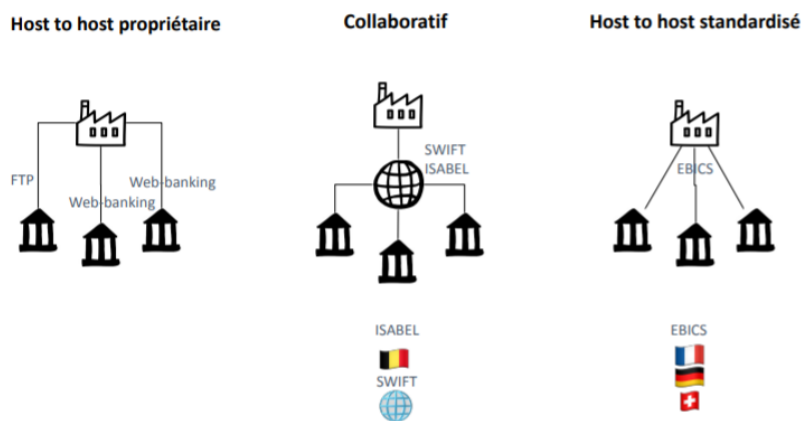 Host to host propriétaire
FTP
Web-banking
Web-banking
Collaboratif
SWIFT
ISABEL
ISABEL
SWIFT
Host to host standardisé
EBICS
EBICS